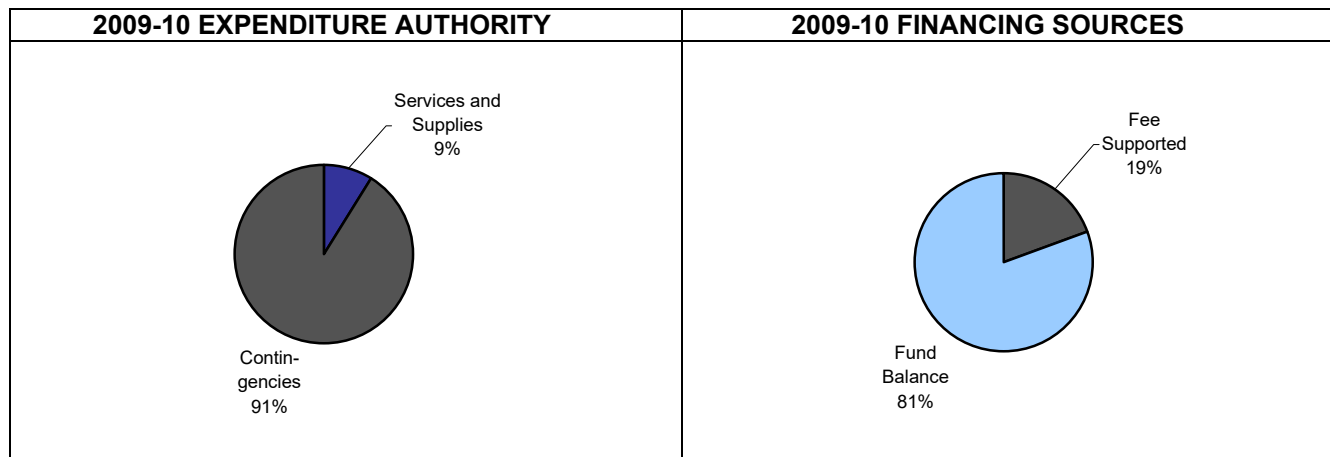 2009-10 EXPENDITURE AUTHORITY
Services and
Supplies
9%
Contin-
gencies
91%
2009-10 FINANCING SOURCES
Fee
Supported
19%
Fund
Balance
81%